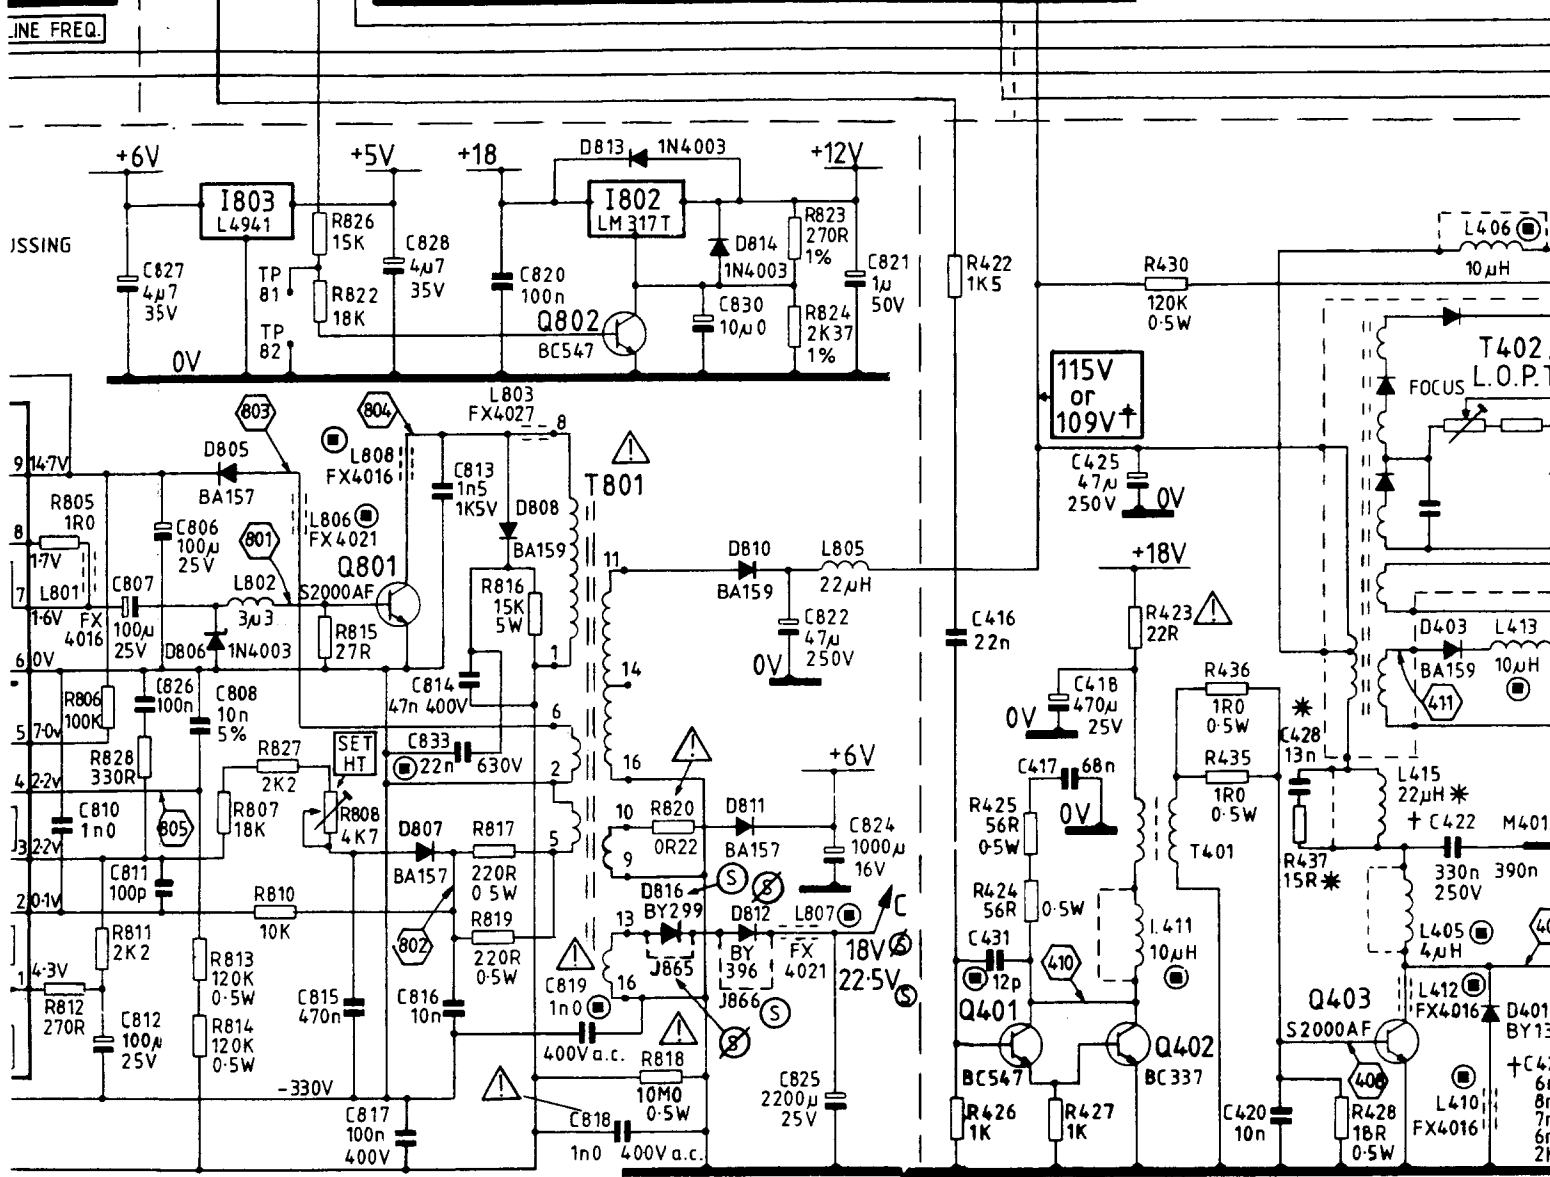 LINE FREQ.
+6V
+5V
+18
D813
1N4003
+12V
I803
L4941
I802
LM317T
R826
15K
C828
4µ7
35V
C827
4µ7
35V
TP
81
R822
18K
TP
82
0V
C820
100n
Q802
BC547
D814
1N4003
R823
270R
1%
C830
10µ0
R824
2K37
1%
C821
1µ
50V
R422
1K5
R430
120K
0·5W
L406
10µH
115V
or
109V†
T402
L.O.P.T
FOCUS
C425
47µ
250V
0V
803
804
L803
FX4027
8
9
14·7V
D805
BA157
L808
FX4016
C813
1n5
1K5V
T801
R805
1R0
8
1·7V
C806
100µ
25V
L806
FX4021
801
Q801
S2000AF
D808
BA159
L801
FX
4016
C807
100µ
25V
L802
3µ3
7
1·6V
D806
1N4003
R815
27R
R816
15K
5W
11
D810
BA159
L805
22µH
C822
47µ
250V
0V
C416
22n
+18V
R423
22R
6
0V
R806
100K
C826
100n
C808
10n
5%
C814
47n 400V
1
14
D403
BA159
L413
10µH
411
5
7·0V
R828
330R
R827
2K2
SET
HT
C833
22n
630V
6
2
16
R820
0R22
+6V
C418
470µ
25V
0V
R436
1R0
0·5W
C428
13n
4
2·2V
C810
1n0
805
R807
18K
R808
4K7
D807
BA157
R817
220R
0·5W
5
10
9
D811
BA157
C824
1000µ
16V
C417
68n
0V
R425
56R
0·5W
R435
1R0
0·5W
T401
L415
22µH
† C422
330n
250V
M401
390n
R437
15R
3
2·2V
C811
100p
2
0·1V
R810
10K
802
R819
220R
0·5W
D816
BY299
S
S
D812
BY
396
L807
FX
4021
C
18V S
22·5V S
13
16
J865
J866
S
S
R424
56R
0·5W
C431
12p
410
L411
10µH
L405
4µH
R811
2K2
1
4·3V
R812
270R
C812
100µ
25V
R813
120K
0·5W
R814
120K
0·5W
C815
470n
C816
10n
C819
1n0
400V a.c.
R818
10M0
0·5W
C825
2200µ
25V
Q401
BC547
Q402
BC337
Q403
S2000AF
408
L412
FX4016
D401
-330V
C817
100n
400V
C818
1n0
400V a.c.
R426
1K
R427
1K
C420
10n
R428
18R
0·5W
L410
FX4016